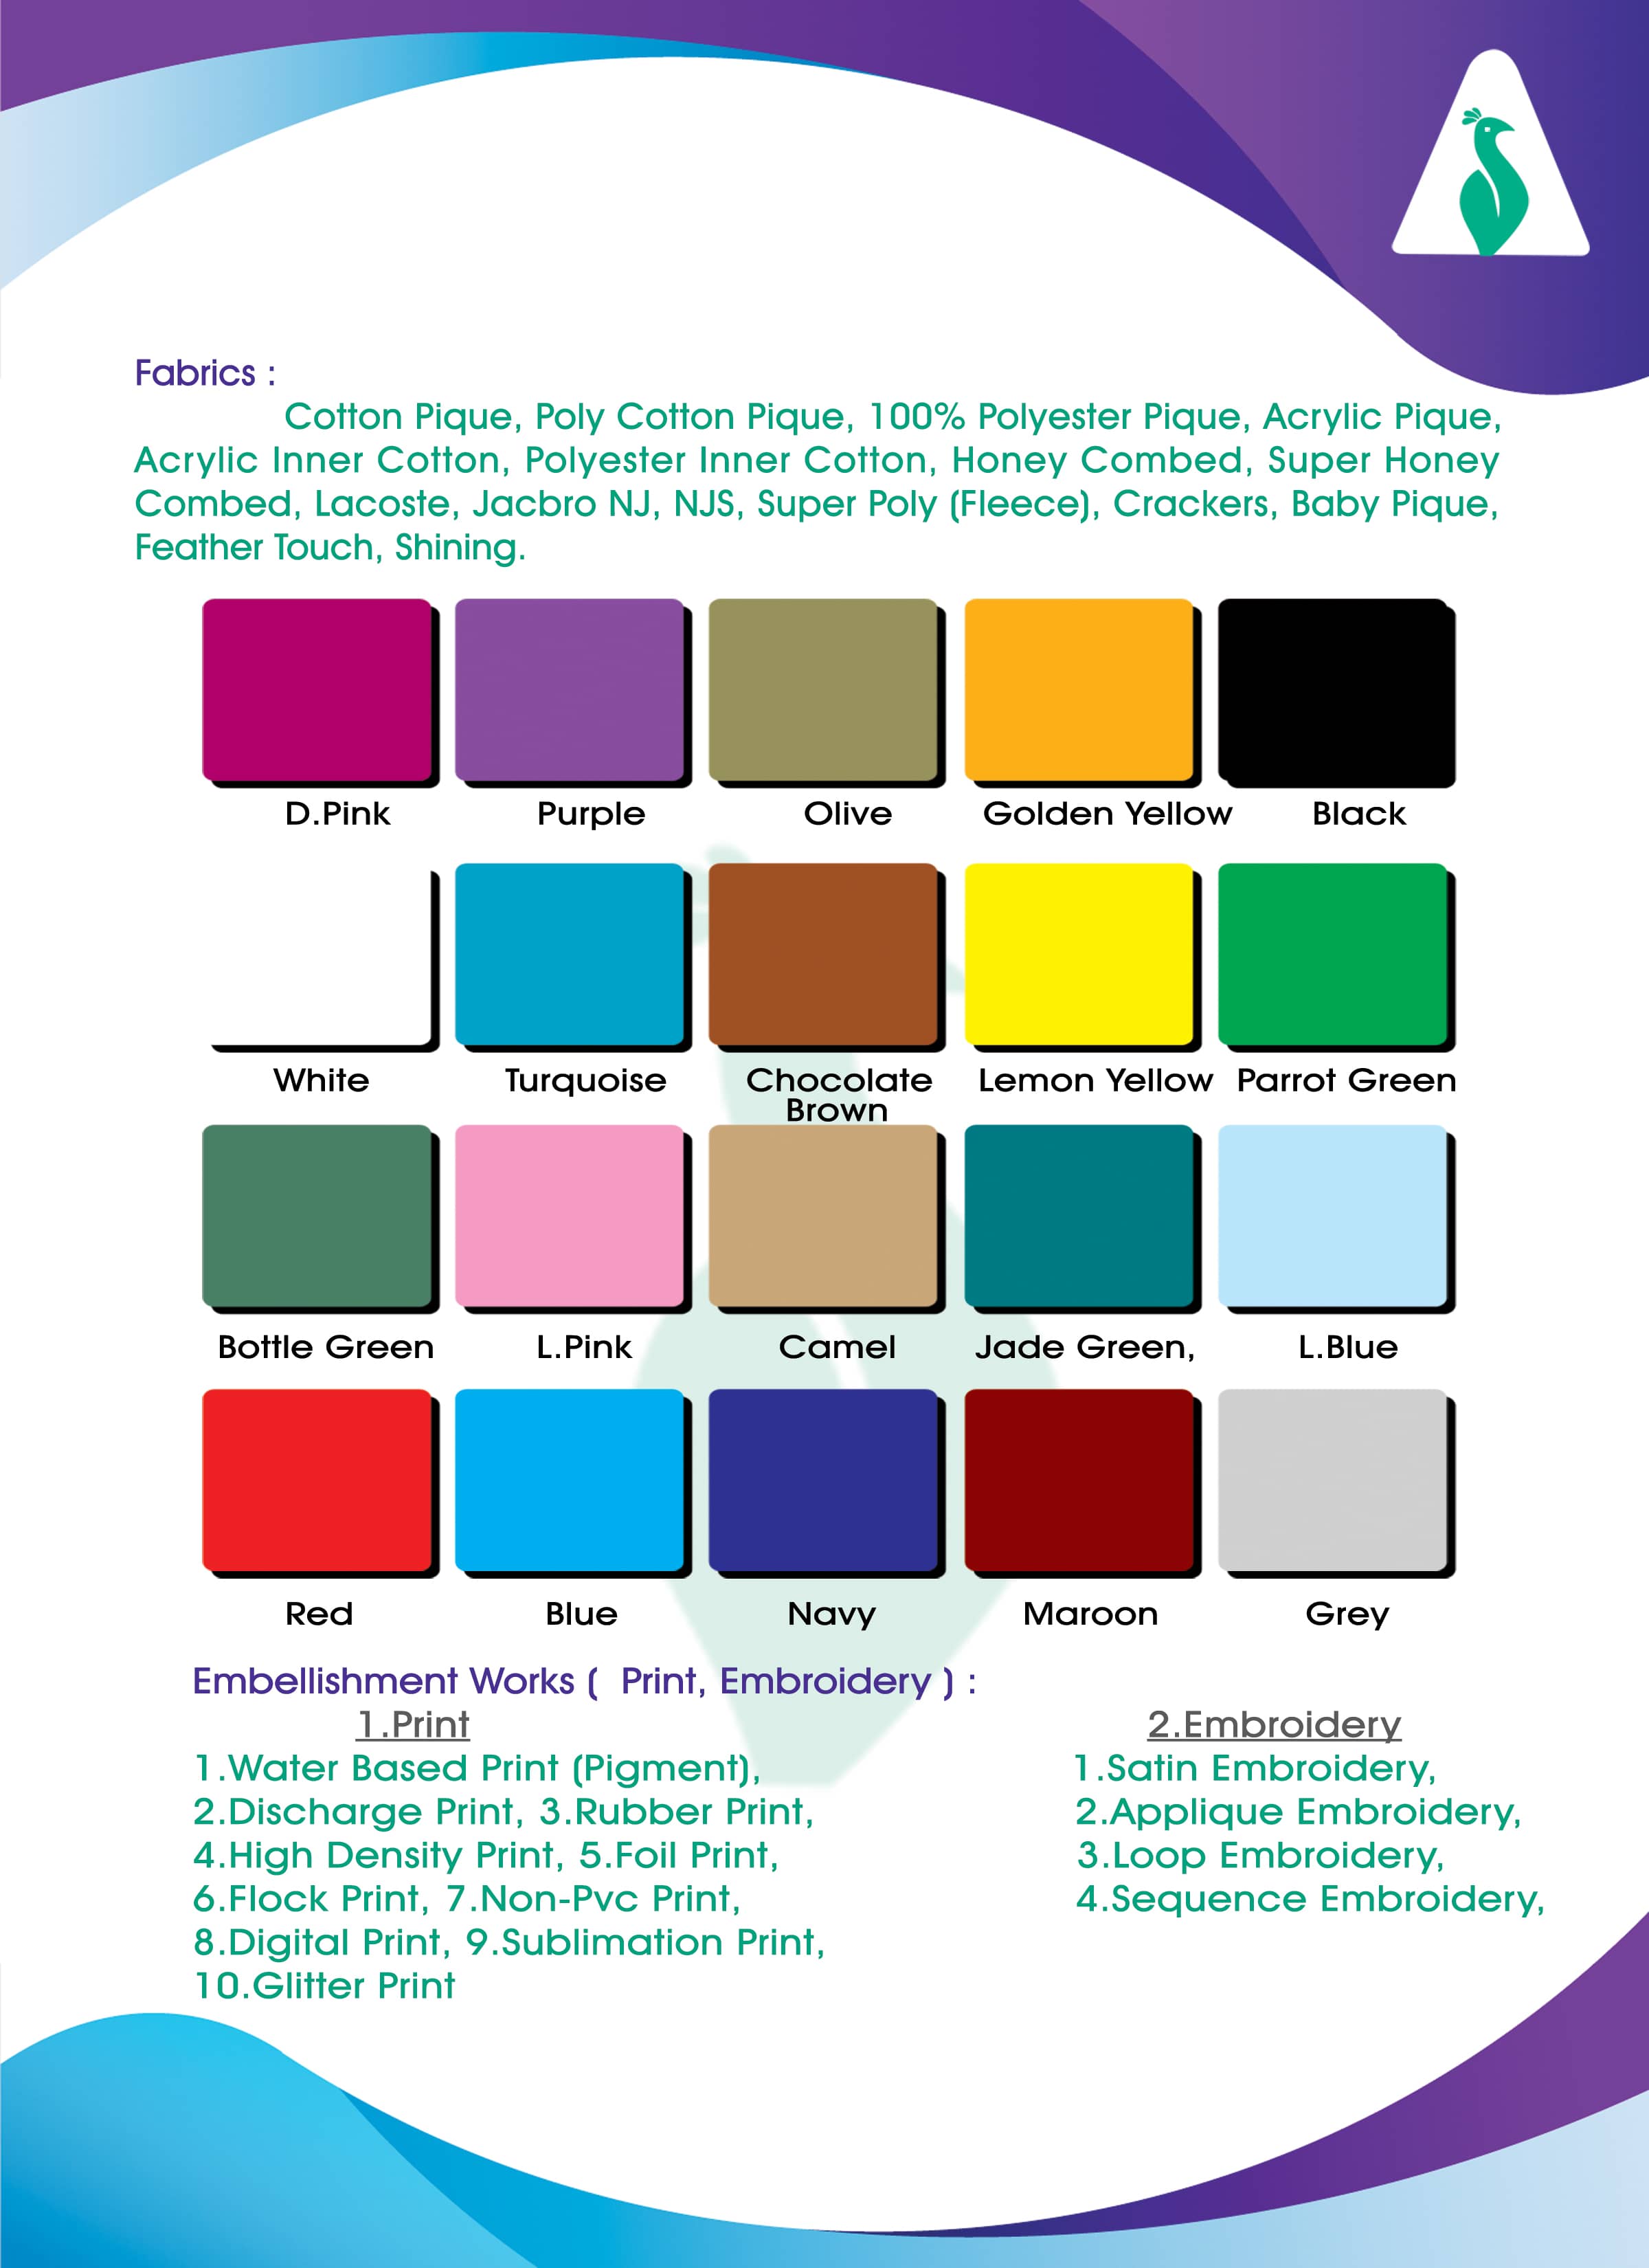 Fabrics :
Cotton Pique, Poly Cotton Pique, 100% Polyester Pique, Acrylic Pique,
Acrylic Inner Cotton, Polyester Inner Cotton, Honey Combed, Super Honey
Combed, Lacoste, Jacbro NJ, NJS, Super Poly (Fleece), Crackers, Baby Pique,
Feather Touch, Shining.
D.Pink Purple Olive Golden Yellow Black
White Turquoise Chocolate Lemon Yellow Parrot Green
Brown
Bottle Green L.Pink Camel Jade Green, L.Blue
Red Blue Navy Maroon Grey
Embellishment Works ( Print, Embroidery ) :
1.Print
1.Water Based Print (Pigment),
2.Discharge Print, 3.Rubber Print,
4.High Density Print, 5.Foil Print,
6.Flock Print, 7.Non-Pvc Print,
8.Digital Print, 9.Sublimation Print,
10.Glitter Print
2.Embroidery
1.Satin Embroidery,
2.Applique Embroidery,
3.Loop Embroidery,
4.Sequence Embroidery,